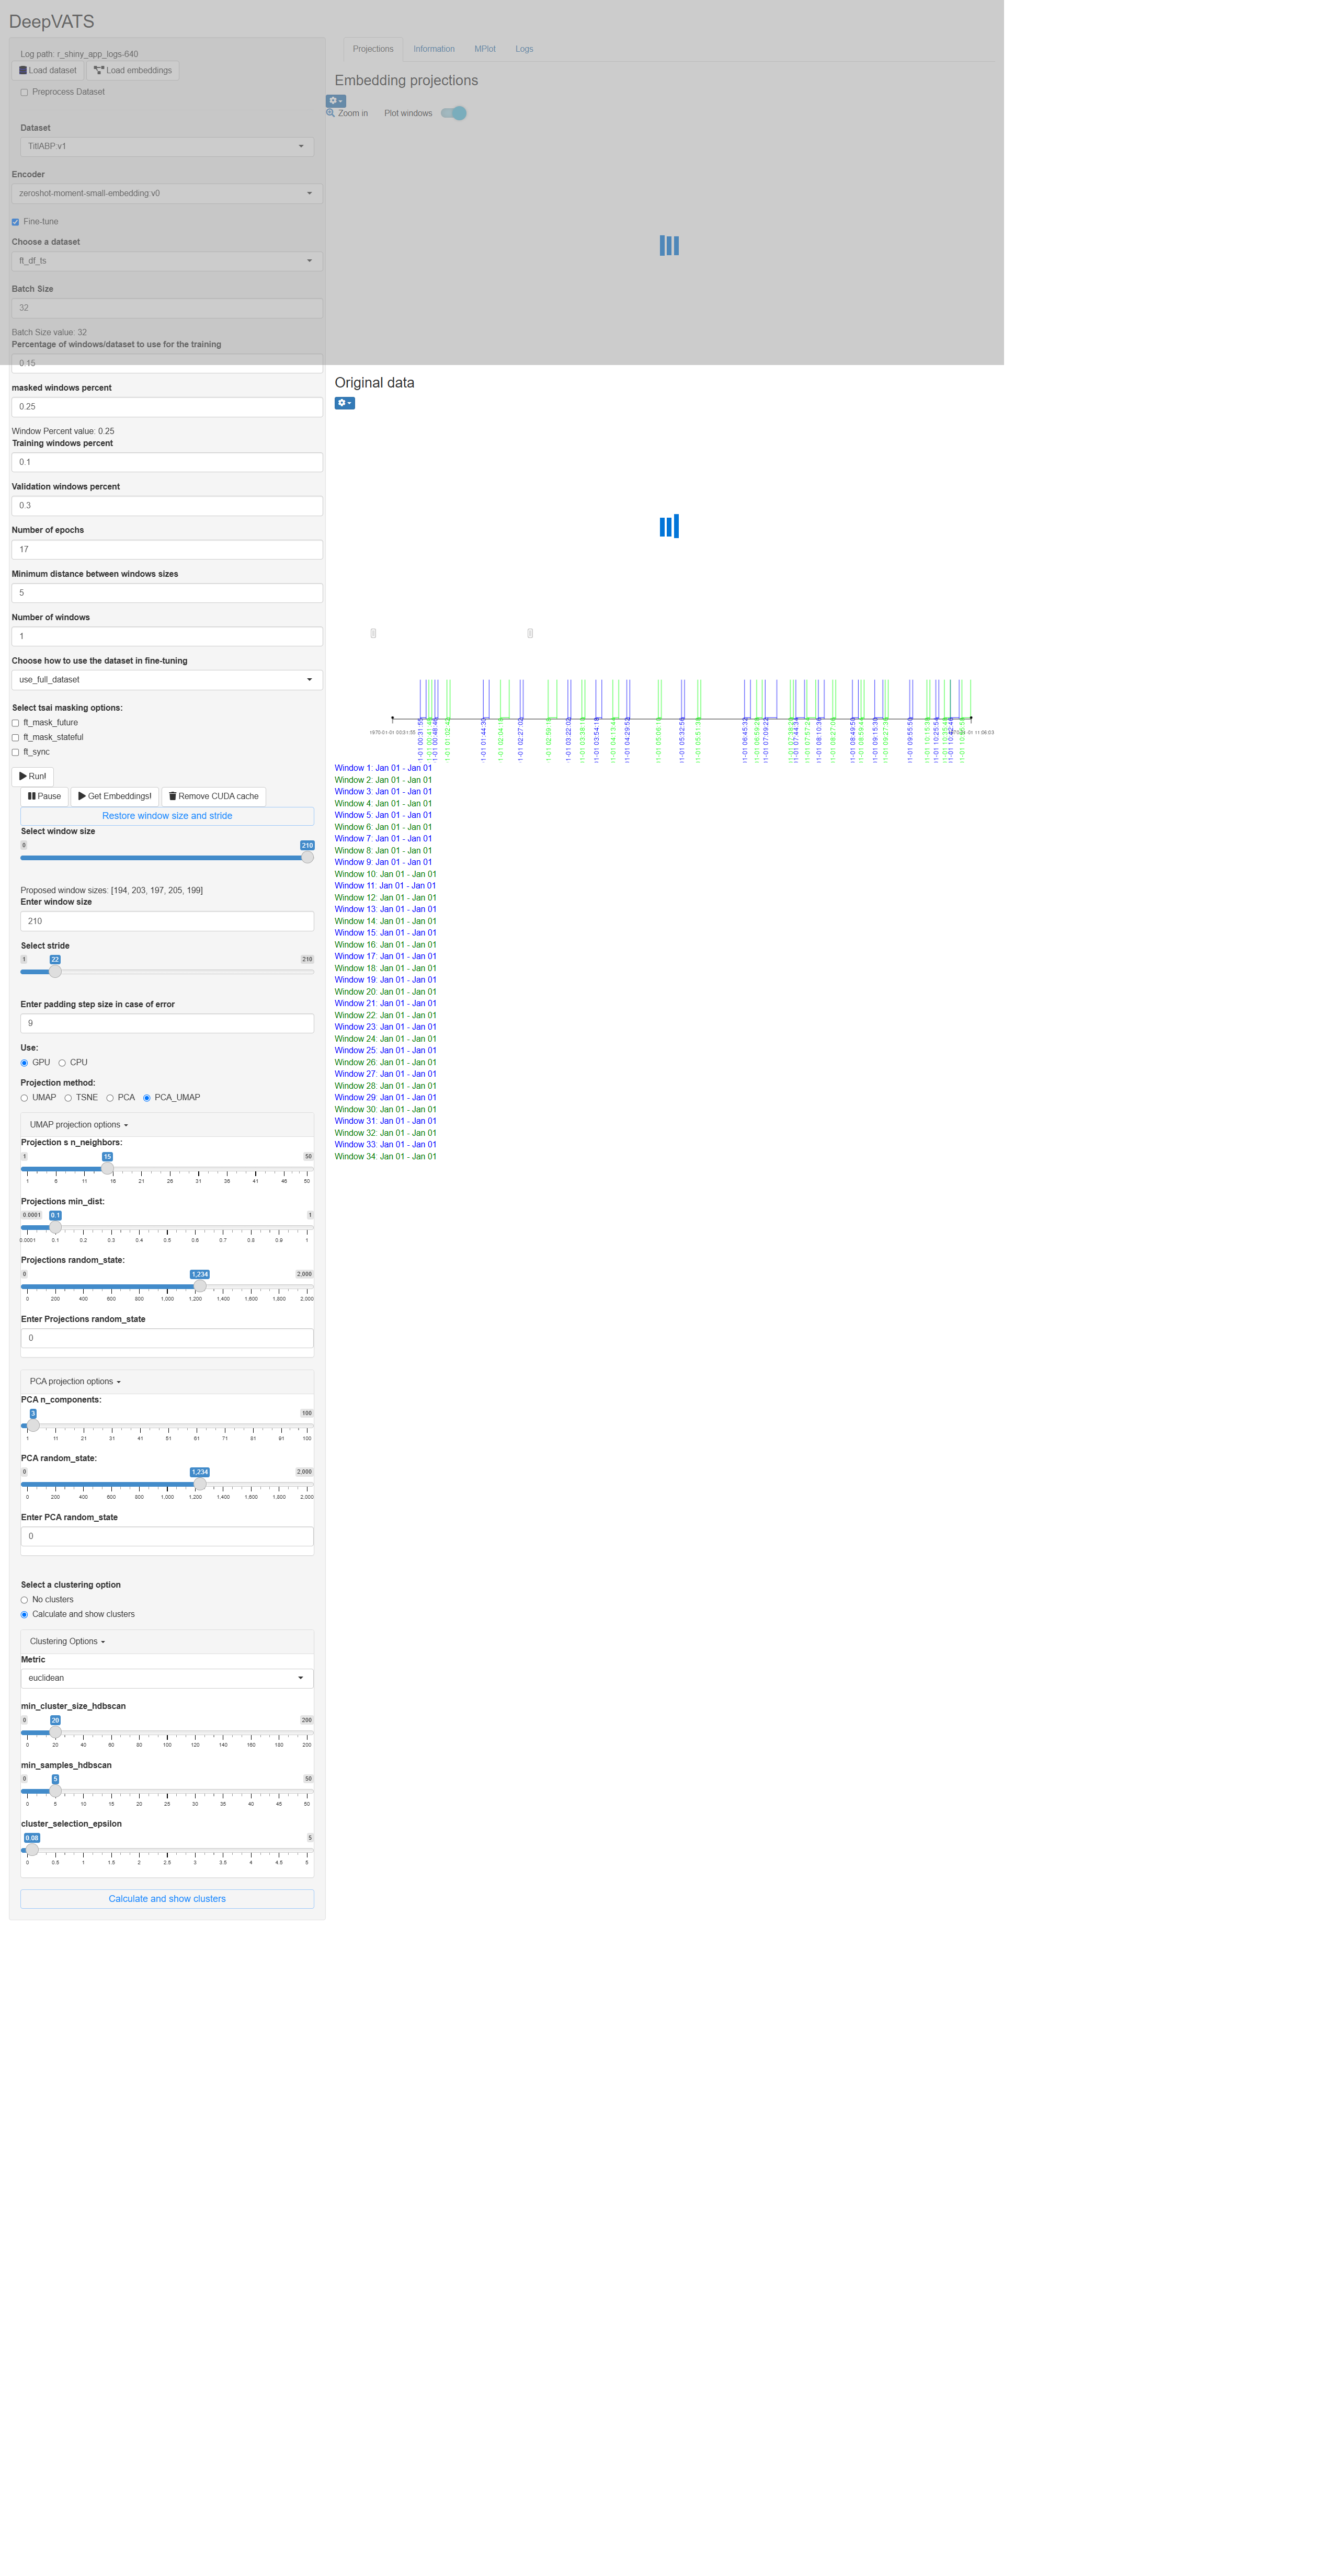 DeepVATS
Log path: r_shiny_app_logs-640
Load dataset Load embeddings
Preprocess Dataset
Dataset
TitlABP:v1
Encoder
zeroshot-moment-small-embedding:v0
Fine-tune
Choose a dataset
ft_df_ts
Batch Size
32
Batch Size value: 32
Percentage of windows/dataset to use for the training
0.15
masked windows percent
0.25
Window Percent value: 0.25
Training windows percent
0.1
Validation windows percent
0.3
Number of epochs
17
Minimum distance between windows sizes
5
Number of windows
1
Choose how to use the dataset in fine-tuning
use_full_dataset
Select tsai masking options:
ft_mask_future
ft_mask_stateful
ft_sync
Run!
Pause Get Embeddings! Remove CUDA cache
Restore window size and stride
Select window size
0 210
Proposed window sizes: [194, 203, 197, 205, 199]
Enter window size
210
Select stride
1 22 210
Enter padding step size in case of error
9
Use:
GPU CPU
Projection method:
UMAP TSNE PCA PCA_UMAP
UMAP projection options
Projection s n_neighbors:
1 15 50
1 6 11 16 21 26 31 36 41 46 50
Projections min_dist:
0.0001 0.1 1
0.0001 0.1 0.2 0.3 0.4 0.5 0.6 0.7 0.8 0.9 1
Projections random_state:
0 1,234 2,000
0 200 400 600 800 1,000 1,200 1,400 1,600 1,800 2,000
Enter Projections random_state
0
PCA projection options
PCA n_components:
3 100
1 11 21 31 41 51 61 71 81 91 100
PCA random_state:
0 1,234 2,000
0 200 400 600 800 1,000 1,200 1,400 1,600 1,800 2,000
Enter PCA random_state
0
Select a clustering option
No clusters
Calculate and show clusters
Clustering Options
Metric
euclidean
min_cluster_size_hdbscan
0 20 200
0 20 40 60 80 100 120 140 160 180 200
min_samples_hdbscan
0 5 50
0 5 10 15 20 25 30 35 40 45 50
cluster_selection_epsilon
0.08 5
0 0.5 1 1.5 2 2.5 3 3.5 4 4.5 5
Calculate and show clusters
Projections Information MPlot Logs
Embedding projections
Zoom in Plot windows
Original data
1970-01-01 00:21:55
Window 1: Jan 01 - Jan 01
Window 2: Jan 01 - Jan 01
Window 3: Jan 01 - Jan 01
Window 4: Jan 01 - Jan 01
Window 5: Jan 01 - Jan 01
Window 6: Jan 01 - Jan 01
Window 7: Jan 01 - Jan 01
Window 8: Jan 01 - Jan 01
Window 9: Jan 01 - Jan 01
Window 10: Jan 01 - Jan 01
Window 11: Jan 01 - Jan 01
Window 12: Jan 01 - Jan 01
Window 13: Jan 01 - Jan 01
Window 14: Jan 01 - Jan 01
Window 15: Jan 01 - Jan 01
Window 16: Jan 01 - Jan 01
Window 17: Jan 01 - Jan 01
Window 18: Jan 01 - Jan 01
Window 19: Jan 01 - Jan 01
Window 20: Jan 01 - Jan 01
Window 21: Jan 01 - Jan 01
Window 22: Jan 01 - Jan 01
Window 23: Jan 01 - Jan 01
Window 24: Jan 01 - Jan 01
Window 25: Jan 01 - Jan 01
Window 26: Jan 01 - Jan 01
Window 27: Jan 01 - Jan 01
Window 28: Jan 01 - Jan 01
Window 29: Jan 01 - Jan 01
Window 30: Jan 01 - Jan 01
Window 31: Jan 01 - Jan 01
Window 32: Jan 01 - Jan 01
Window 33: Jan 01 - Jan 01
Window 34: Jan 01 - Jan 01